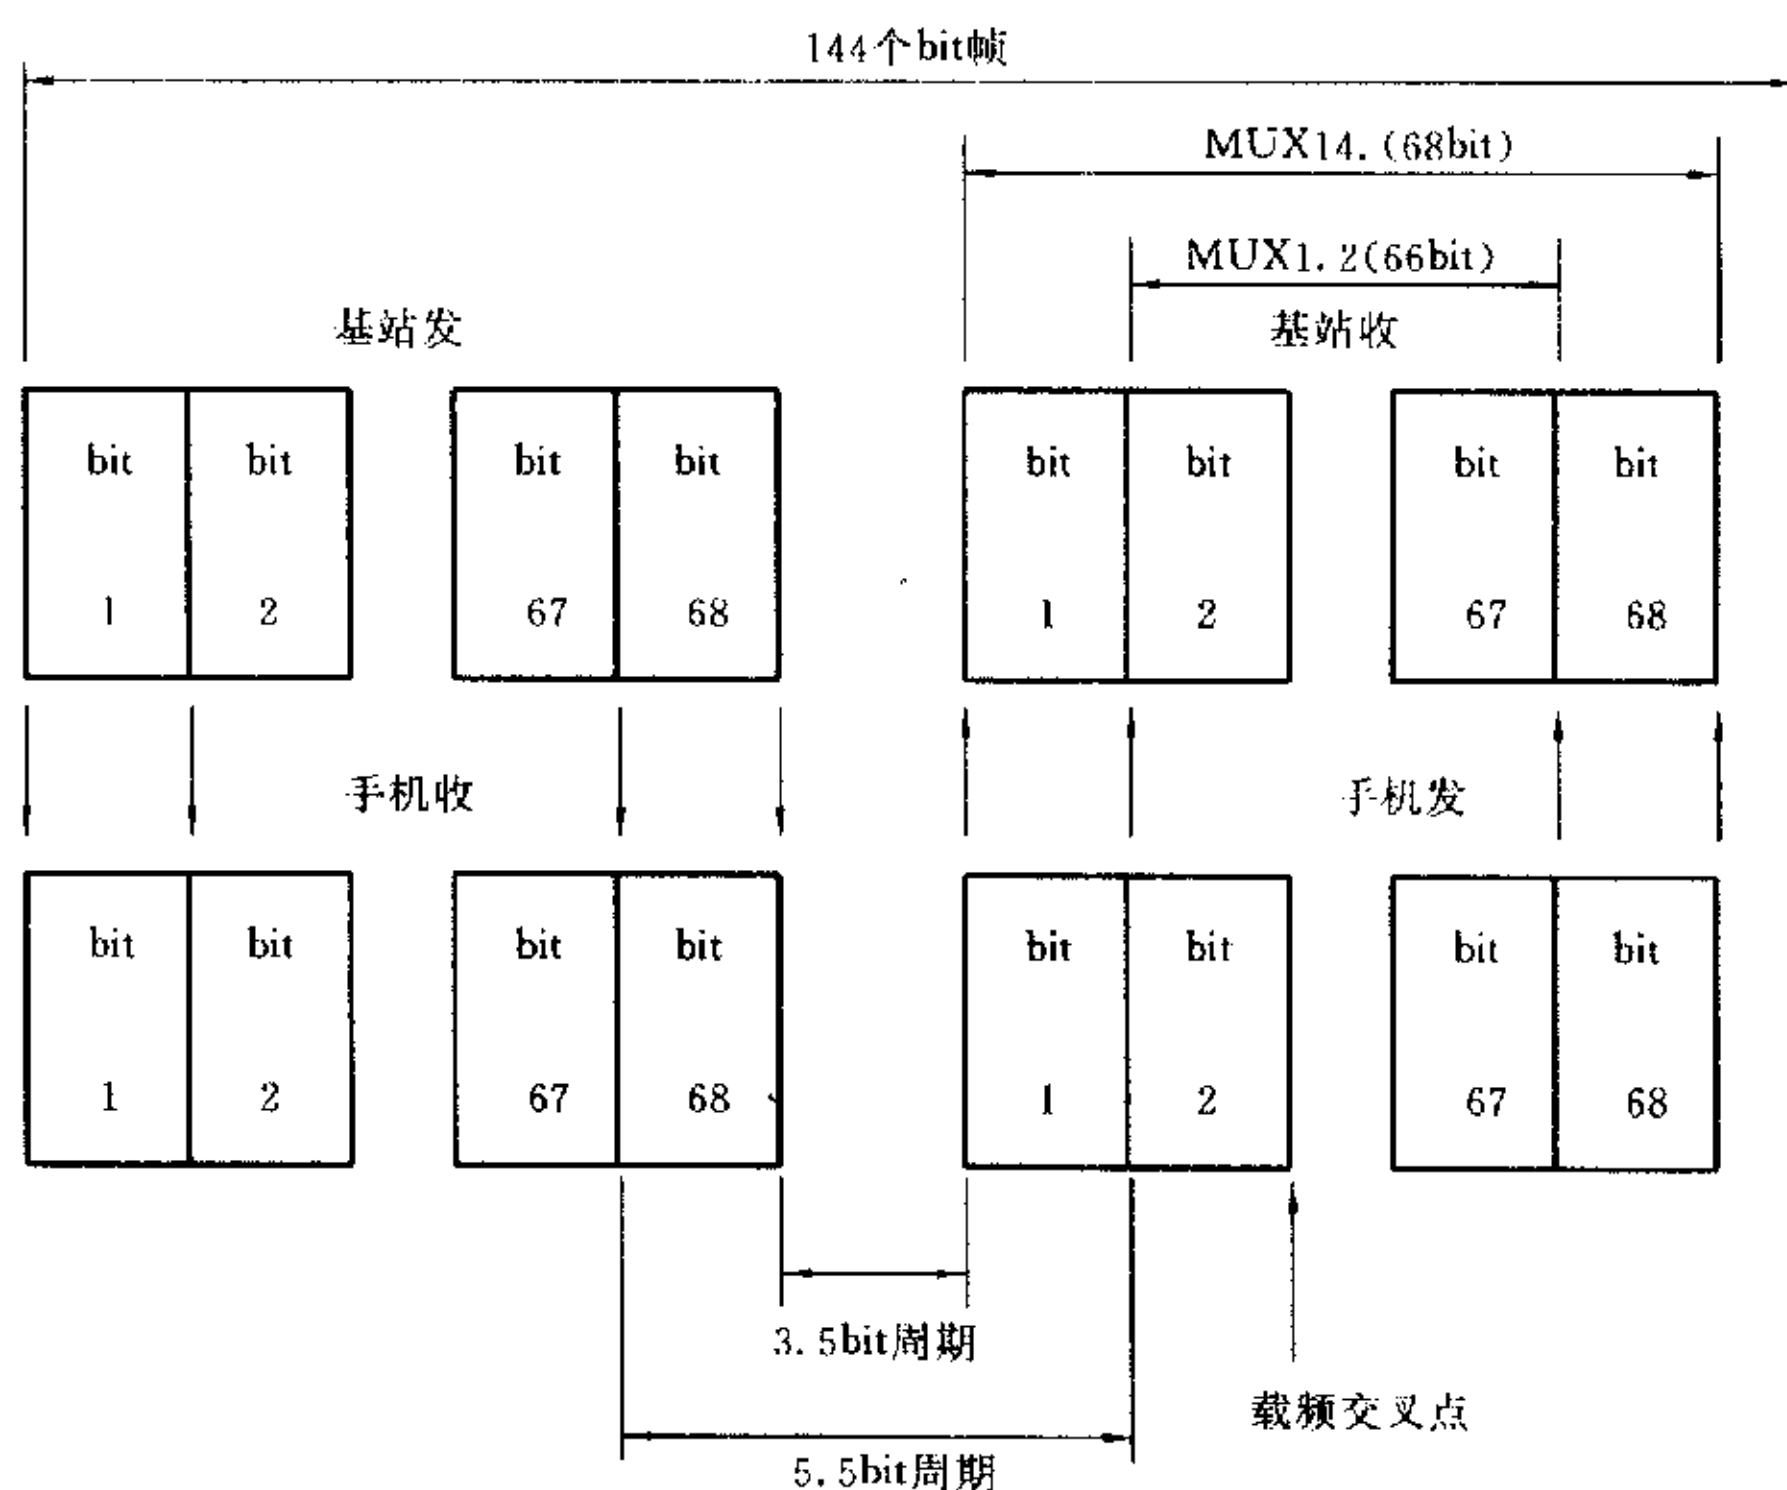 144个bit帧
MUX14.(68bit)
MUX1.2(66bit)
基站发
基站收
bit bit bit bit bit bit bit bit
1 2 67 68 1 2 67 68
手机收
手机发
bit bit bit bit bit bit bit bit
1 2 67 68 1 2 67 68
3.5bit周期
载频交叉点
5.5bit周期